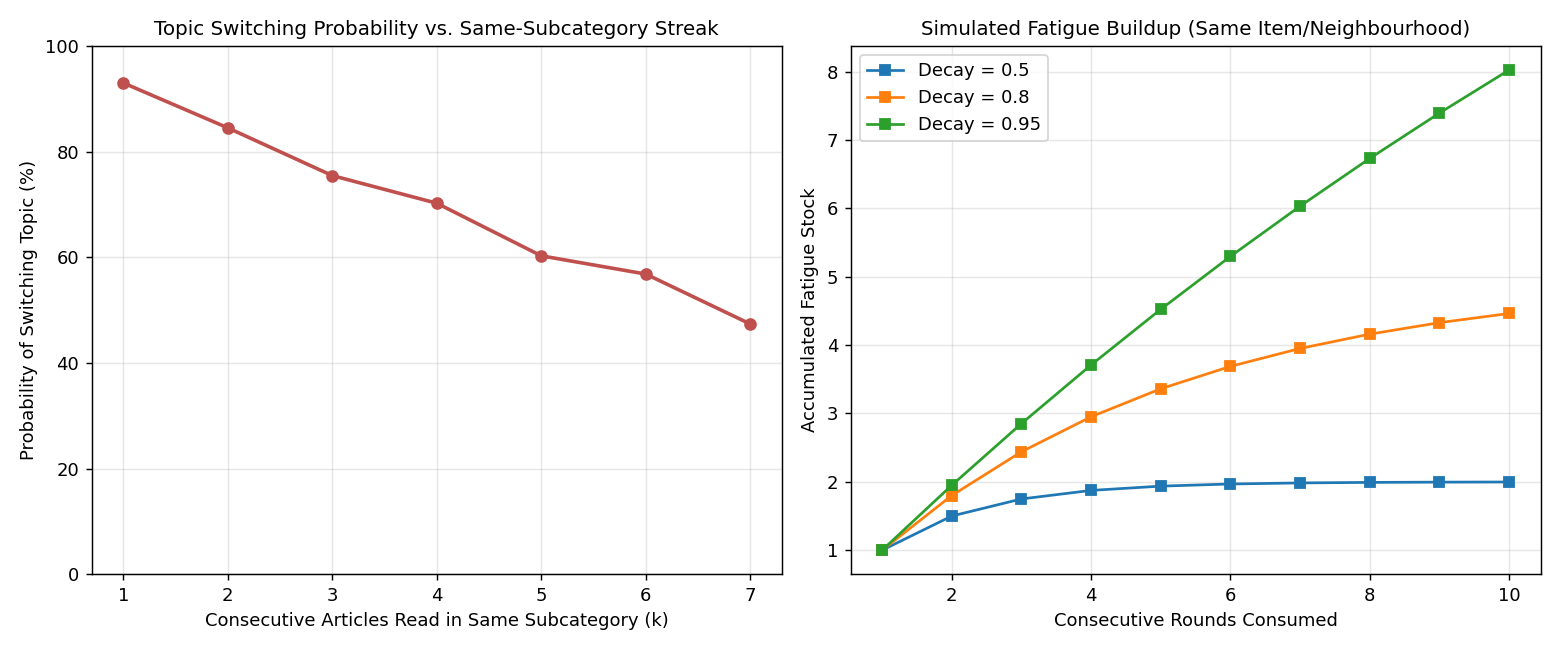 Topic Switching Probability vs. Same-Subcategory Streak
Probability of Switching Topic (%)
100
80
60
40
20
0
1 2 3 4 5 6 7
Consecutive Articles Read in Same Subcategory (k)
Simulated Fatigue Buildup (Same Item/Neighbourhood)
Decay = 0.5
Decay = 0.8
Decay = 0.95
Accumulated Fatigue Stock
8
7
6
5
4
3
2
1
2 4 6 8 10
Consecutive Rounds Consumed